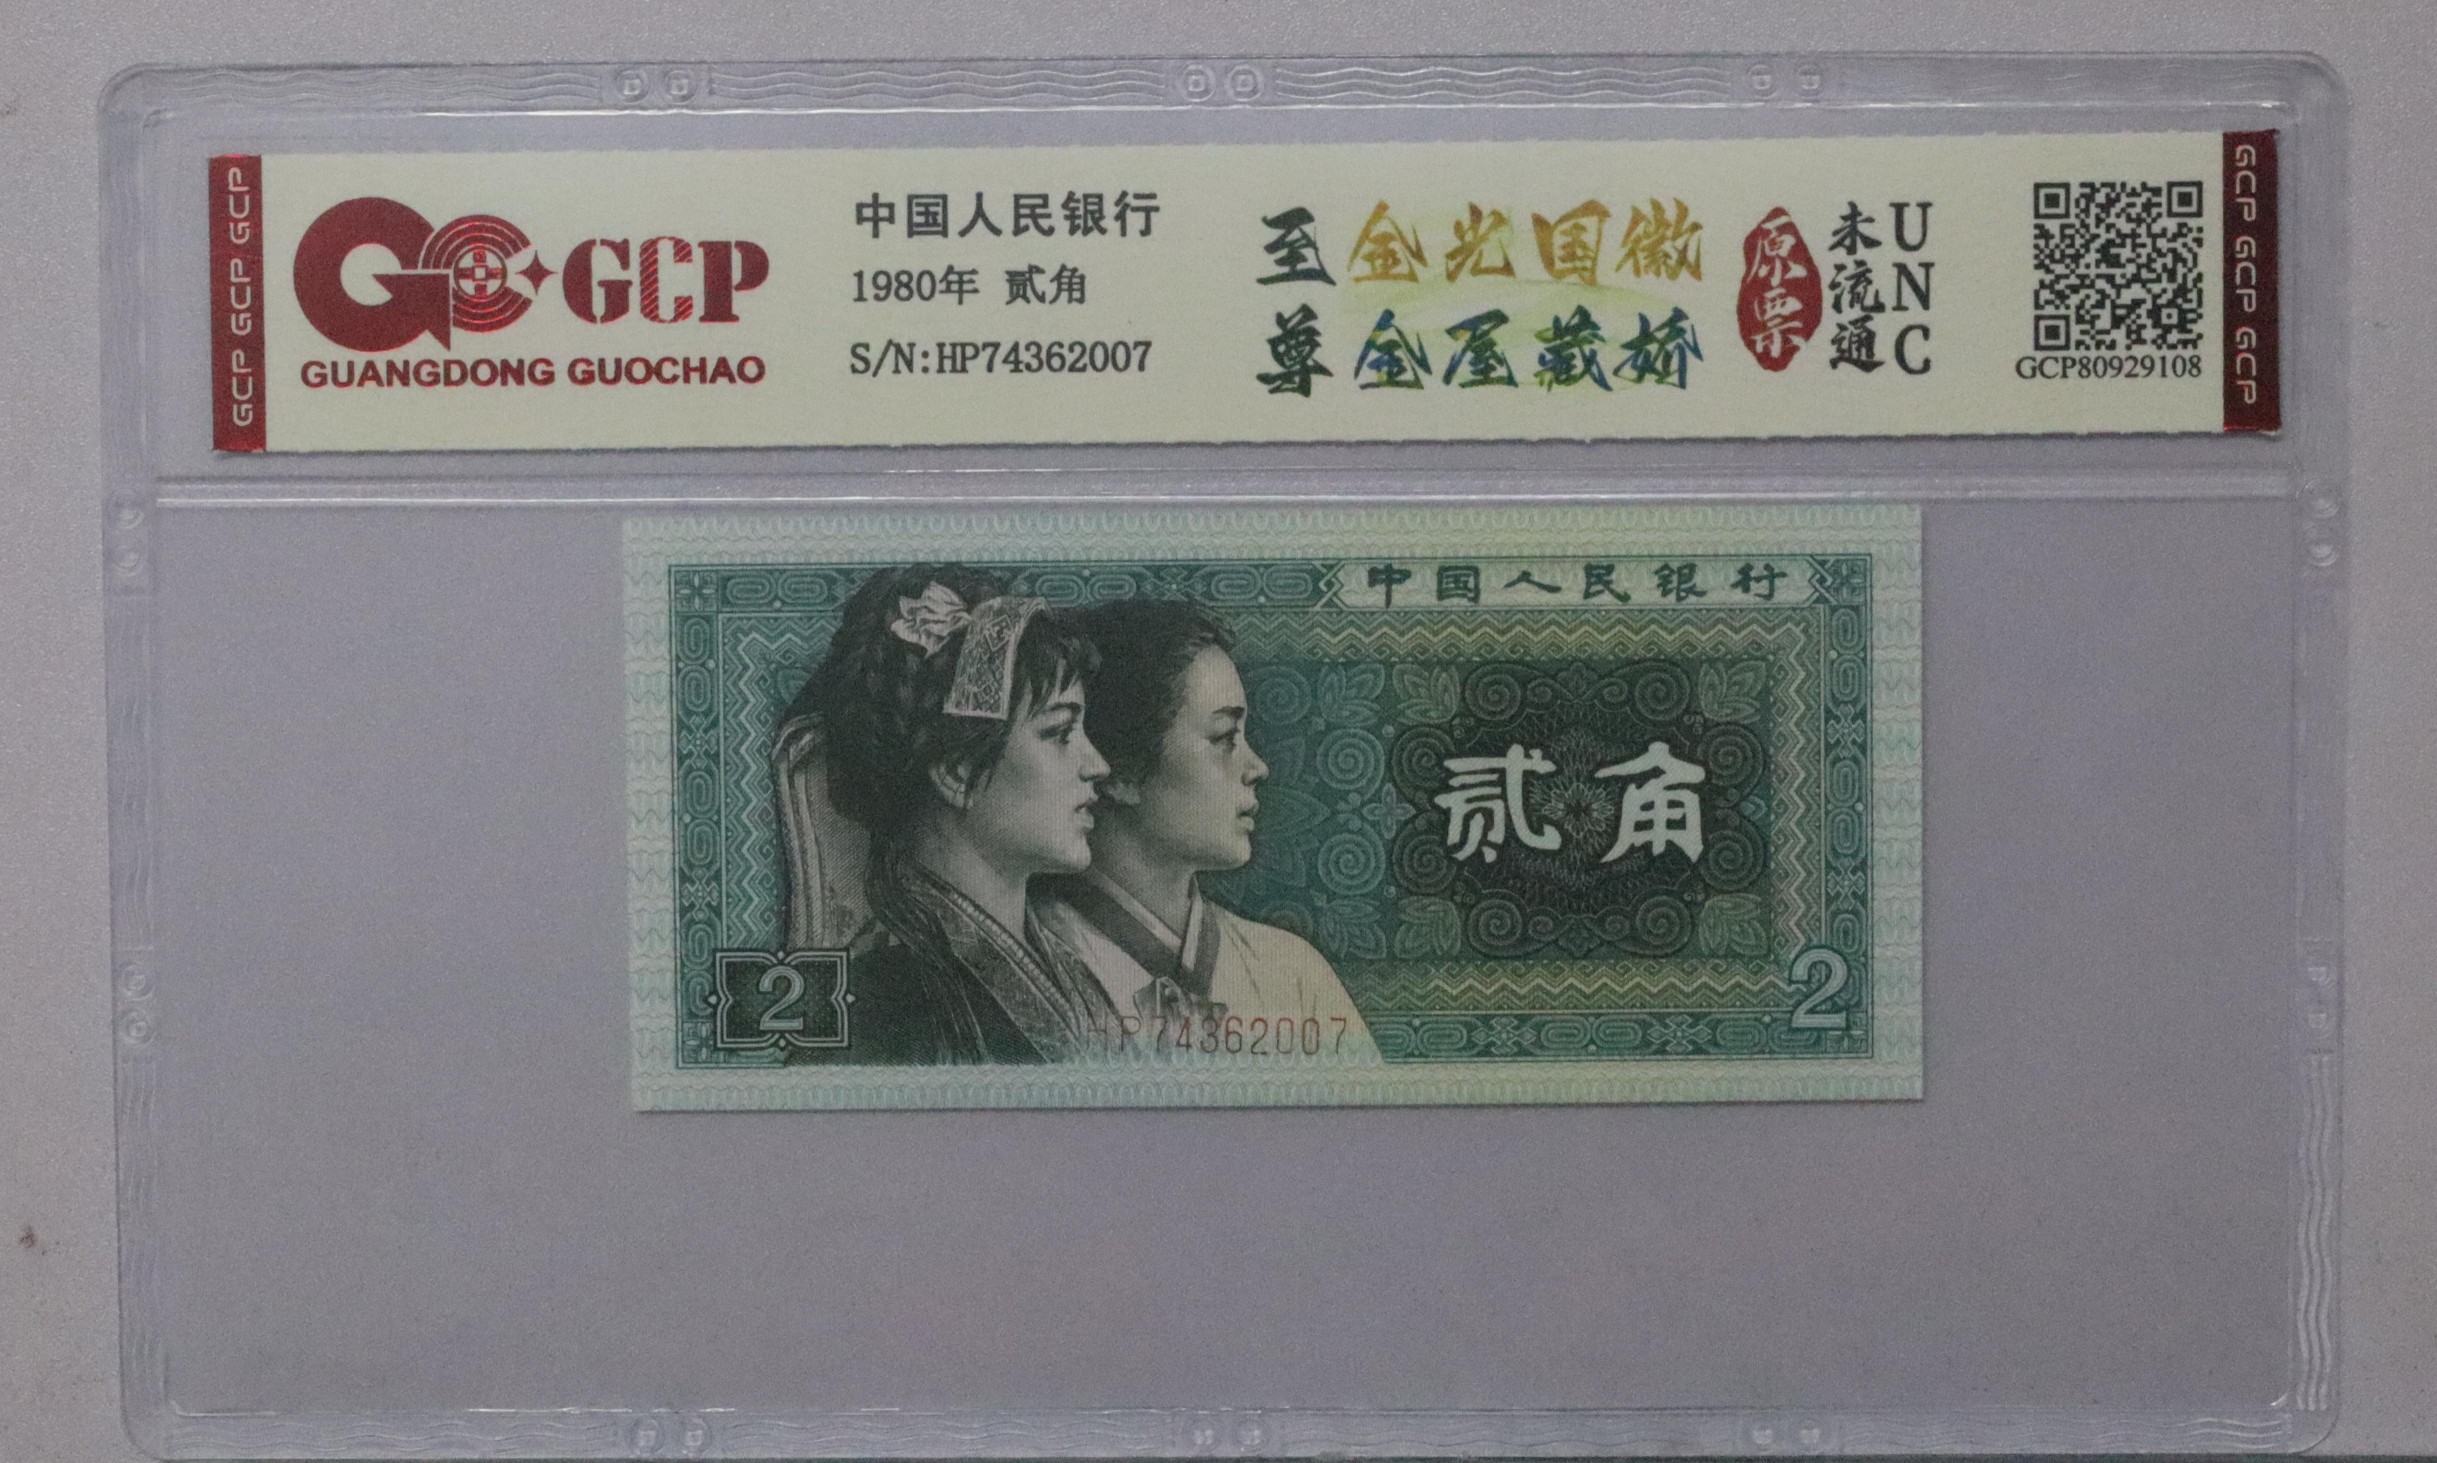 GCP GCP GCP
GCP
GUANGDONG GUOCHAO
中国人民银行
1980年 贰角
S/N:HP74362007
至尊
金光国徽
金屋藏娇
原票
未流通
UNC
GCP80929108
GCP GCP GCP
中国人民银行
贰角
2
HP74362007
2